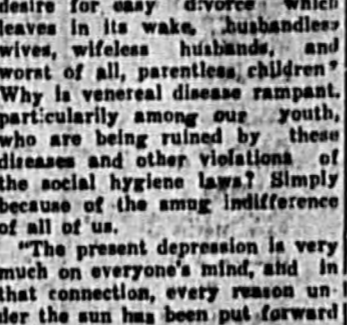 desire for easy divorce which
leaves in its wake, husbandless
wives, wifeless husbands, and
worst of all, parentless children?
Why is venereal disease rampant,
particularily among our youth,
who are being ruined by these
diseases and other violations of
the social hygiene laws? Simply
because of the smug indifference
of all of us.
"The present depression is very
much on everyone's mind, and in
that connection, every reason un-
der the sun has been put forward